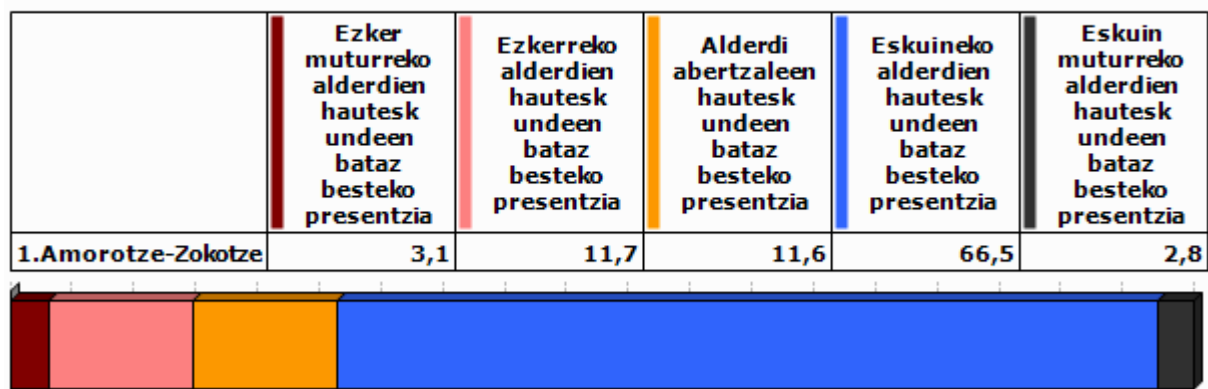 Ezker
muturreko
alderdien
hautesk
undeen
bataz
besteko
presentzia
Ezkerreko
alderdien
hautesk
undeen
bataz
besteko
presentzia
Alderdi
abertzaleen
hautesk
undeen
bataz
besteko
presentzia
Eskuineko
alderdien
hautesk
undeen
bataz
besteko
presentzia
Eskuin
muturreko
alderdien
hautesk
undeen
bataz
besteko
presentzia
1.Amorotze-Zokotze 3,1 11,7 11,6 66,5 2,8